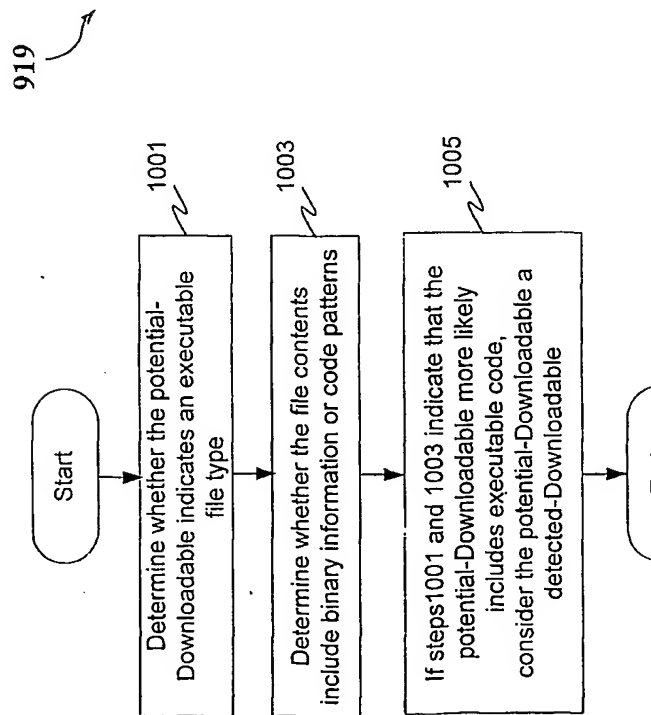 919
Start
1001
Determine whether the potential-
Downloadable indicates an executable
file type
1003
Determine whether the file contents
include binary information or code patterns
1005
If steps1001 and 1003 indicate that the
potential-Downloadable more likely
includes executable code,
consider the potential-Downloadable a
detected-Downloadable